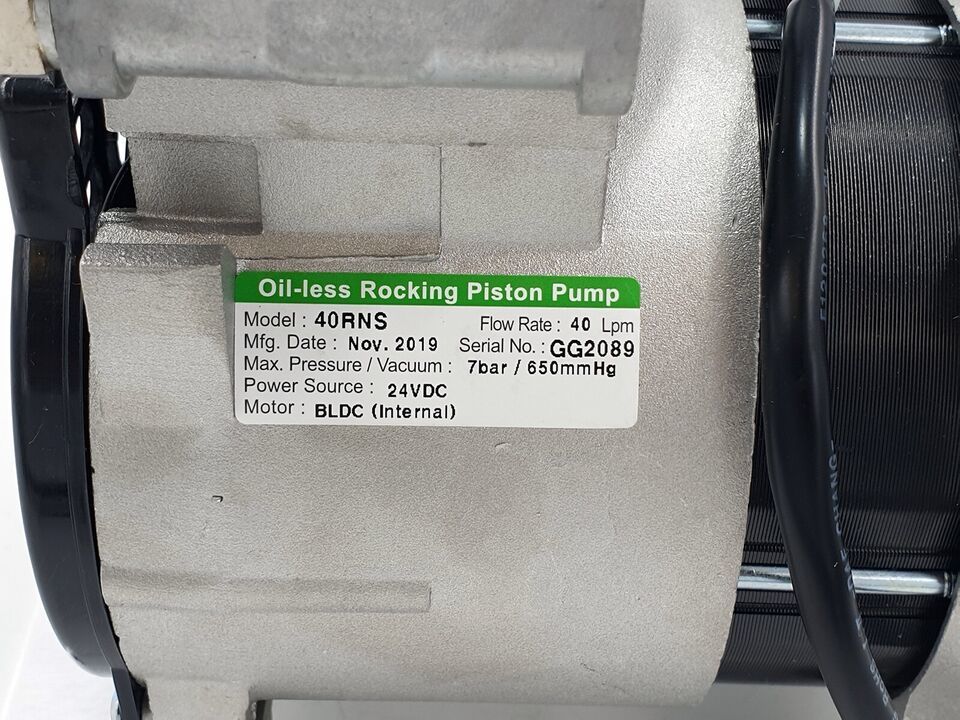 Oil-less Rocking Piston Pump
Model : 40RNS Flow Rate : 40 Lpm
Mfg. Date : Nov. 2019 Serial No. : GG2089
Max. Pressure / Vacuum : 7bar / 650mmHg
Power Source : 24VDC
Motor : BLDC (Internal)